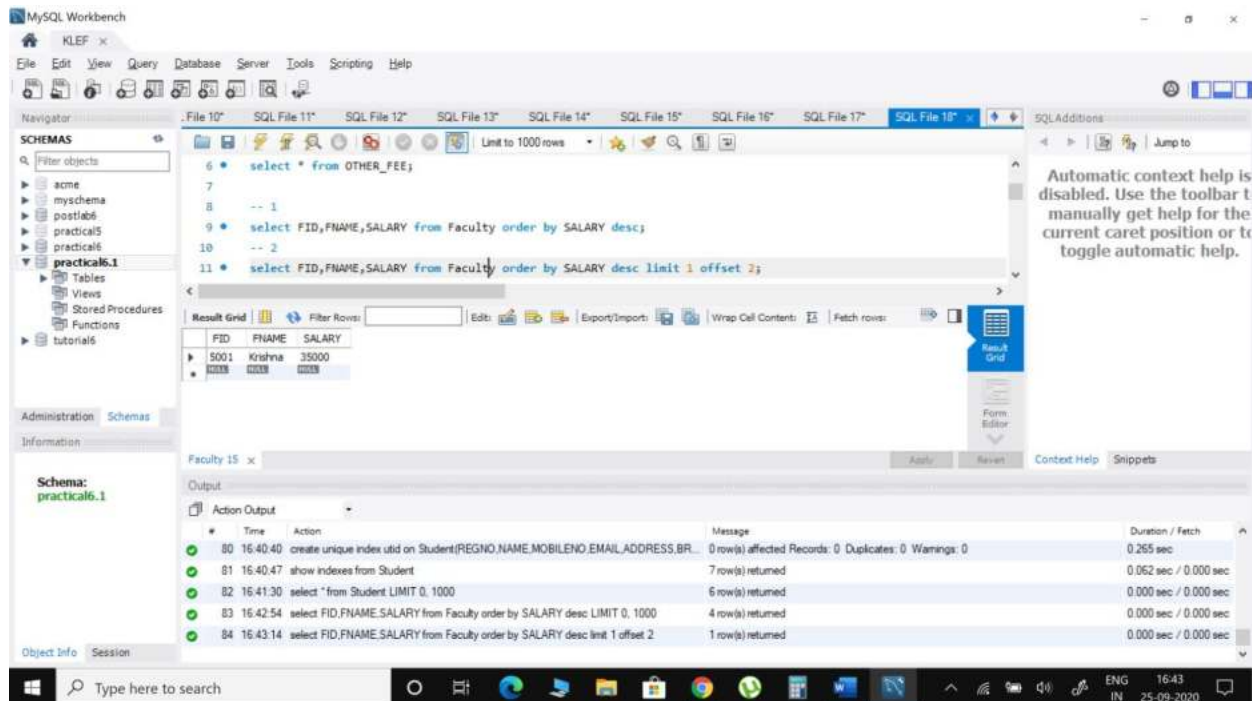 MySQL Workbench
KLEF ×
File Edit View Query Database Server Tools Scripting Help
Navigator
SCHEMAS
Filter objects
acme
myschema
postlab6
practical5
practical6
practical6.1
Tables
Views
Stored Procedures
Functions
tutorial6
Administration Schemas
Information
Schema:
practical6.1
Object Info Session
. File 10* SQL File 11* SQL File 12* SQL File 13* SQL File 14* SQL File 15* SQL File 16* SQL File 17* SQL File 18* ×
Limit to 1000 rows
6 select * from OTHER_FEE;
7
8 -- 1
9 select FID,FNAME,SALARY from Faculty order by SALARY desc;
10 -- 2
11 select FID,FNAME,SALARY from Faculty order by SALARY desc limit 1 offset 2;
Result Grid Filter Rows: Edit: Export/Import: Wrap Cell Content: Fetch rows:
FID FNAME SALARY
5001 Krishna 35000
NULL NULL NULL
Result Grid
Form Editor
Faculty 15 × Apply Revert
Output
Action Output
# Time Action Message Duration / Fetch
80 16:40:40 create unique index utid on Student(REGNO,NAME,MOBILENO,EMAIL,ADDRESS,BR... 0 row(s) affected Records: 0 Duplicates: 0 Warnings: 0 0.265 sec
81 16:40:47 show indexes from Student 7 row(s) returned 0.062 sec / 0.000 sec
82 16:41:30 select * from Student LIMIT 0, 1000 6 row(s) returned 0.000 sec / 0.000 sec
83 16:42:54 select FID,FNAME,SALARY from Faculty order by SALARY desc LIMIT 0, 1000 4 row(s) returned 0.000 sec / 0.000 sec
84 16:43:14 select FID,FNAME,SALARY from Faculty order by SALARY desc limit 1 offset 2 1 row(s) returned 0.000 sec / 0.000 sec
SQLAdditions
Jump to
Automatic context help is
disabled. Use the toolbar t
manually get help for the
current caret position or to
toggle automatic help.
Context Help Snippets
Type here to search
ENG
IN
16:43
25-09-2020